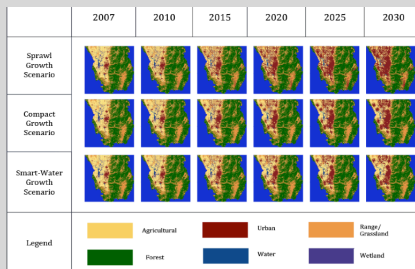 2007 2010 2015 2020 2025 2030
Sprawl
Growth
Scenario
Compact
Growth
Scenario
Smart-Water
Growth
Scenario
Legend
Agricultural Urban Range/
Grassland
Forest Water Wetland